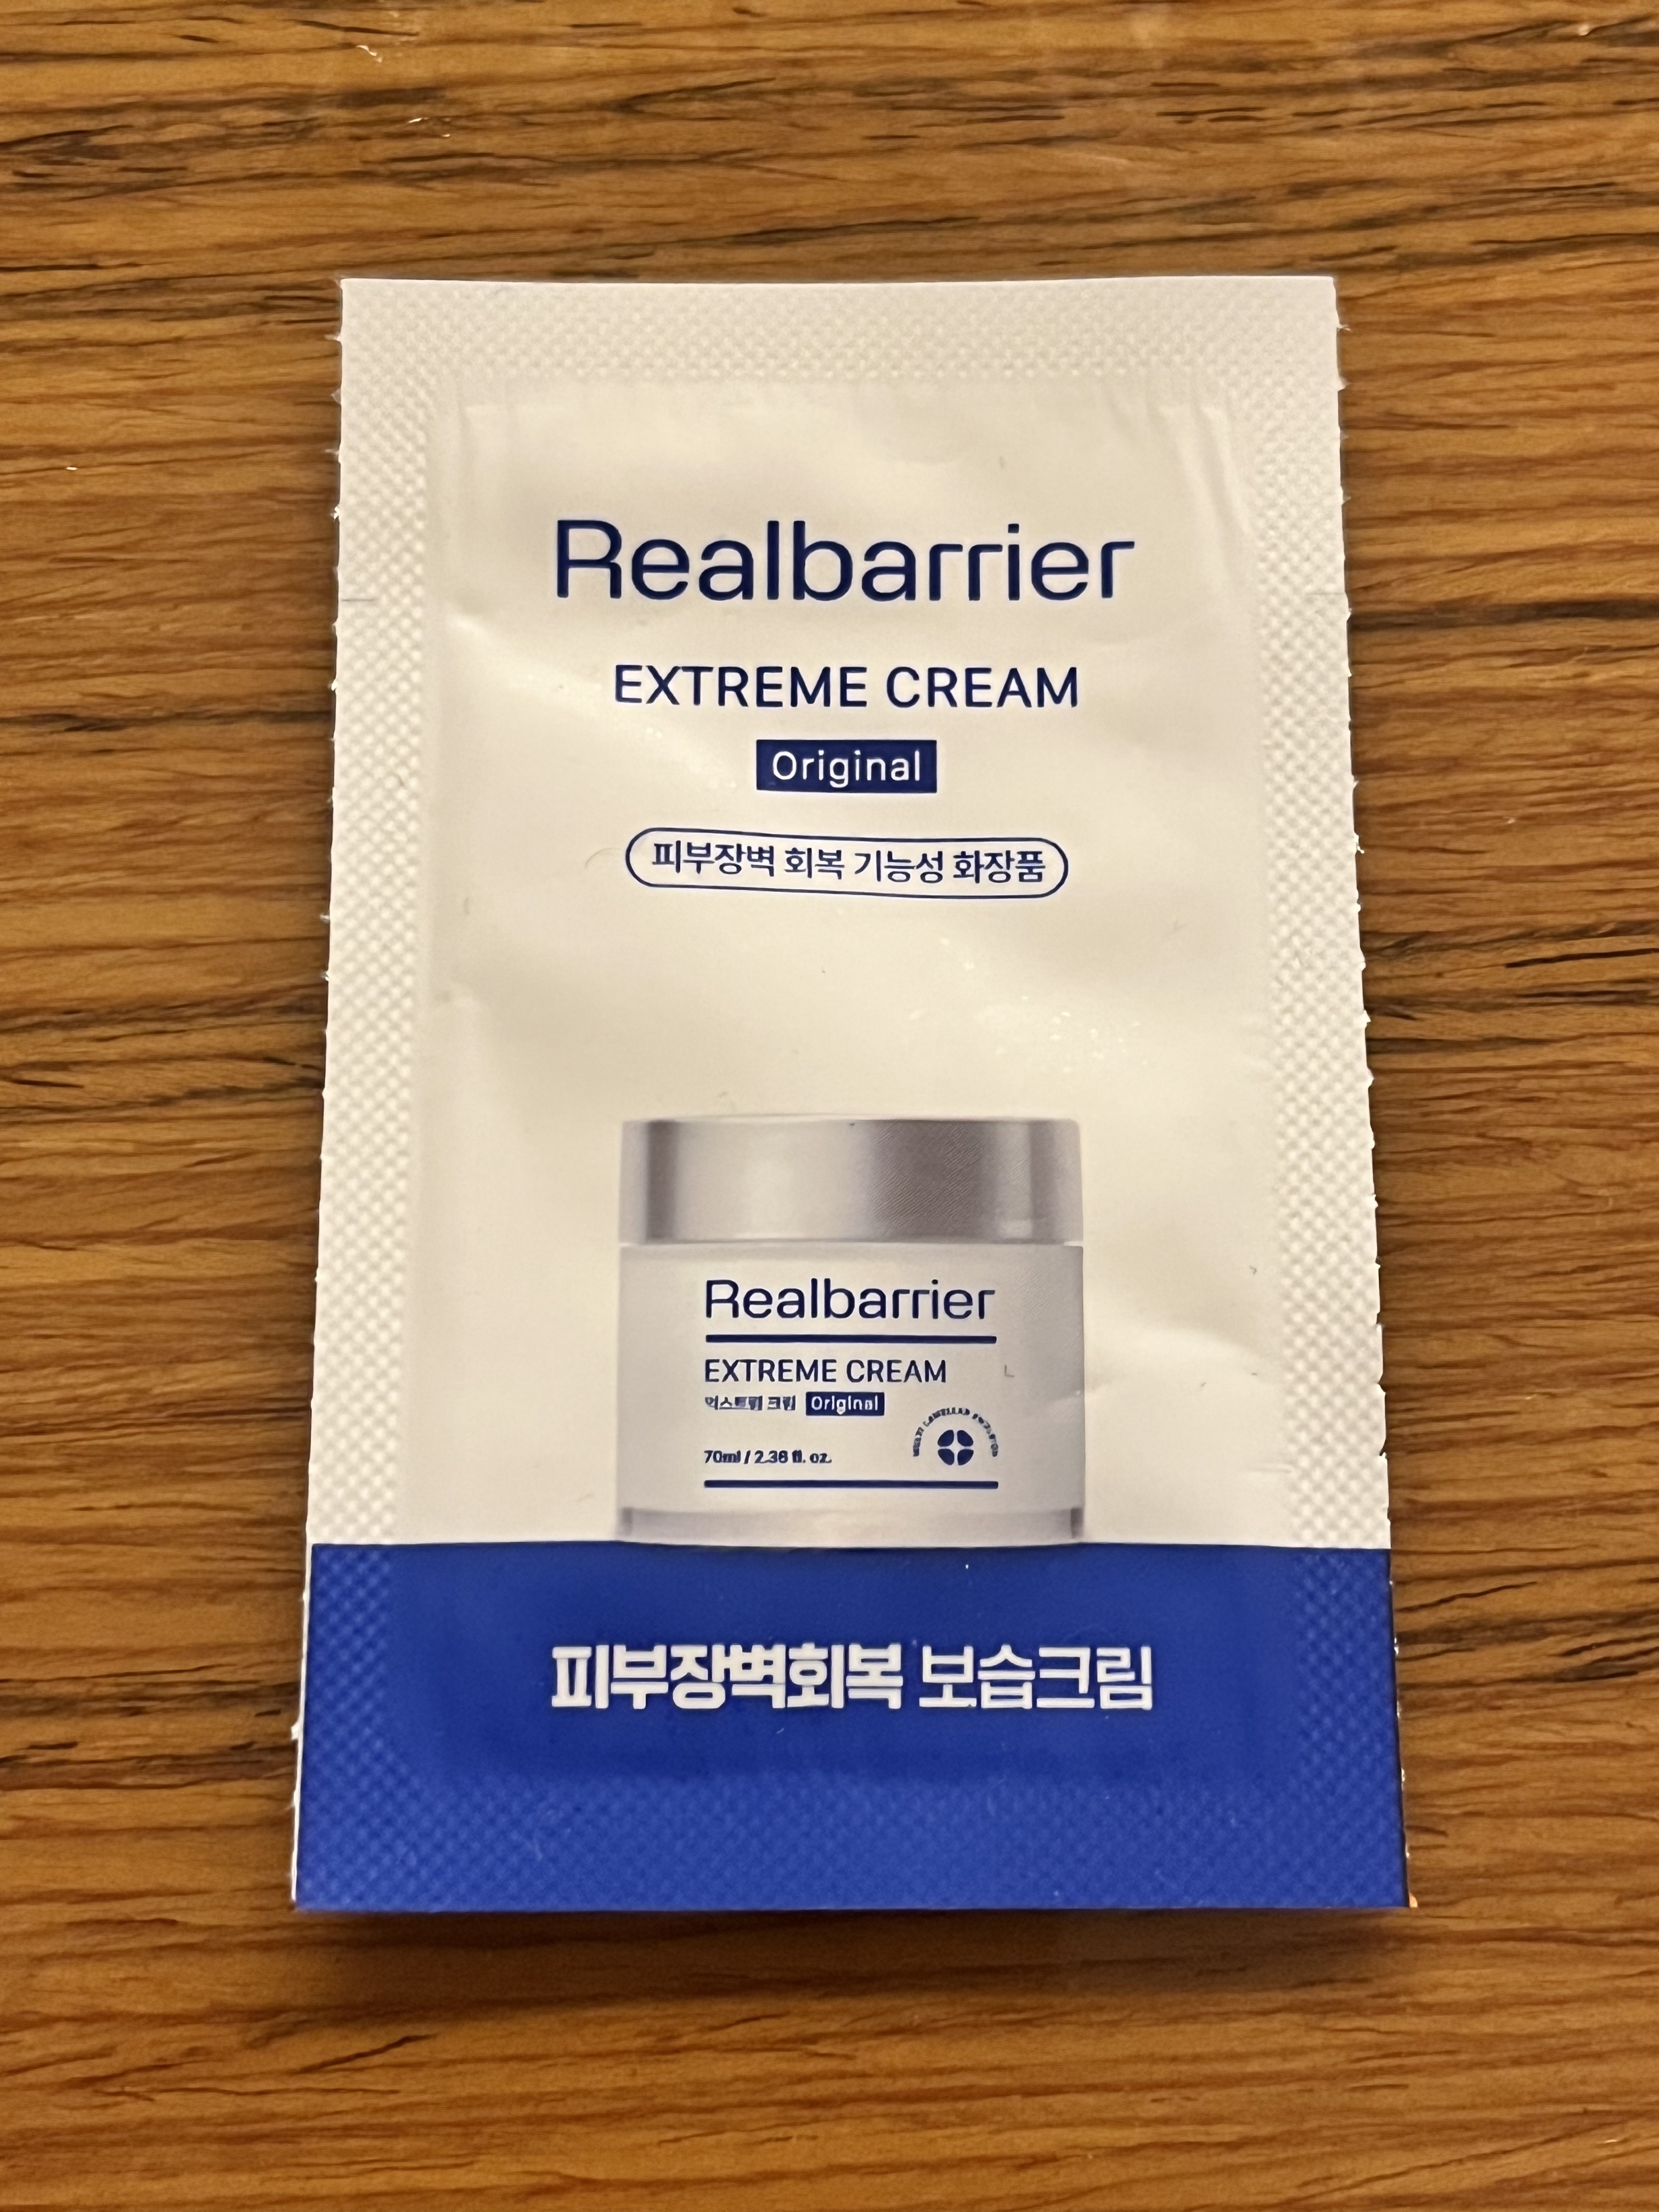 Realbarrier
EXTREME CREAM
Original
피부장벽 회복 기능성 화장품
Realbarrier
EXTREME CREAM
익스트림 크림 Original
70ml / 2.36 fl. oz.
피부장벽회복 보습크림